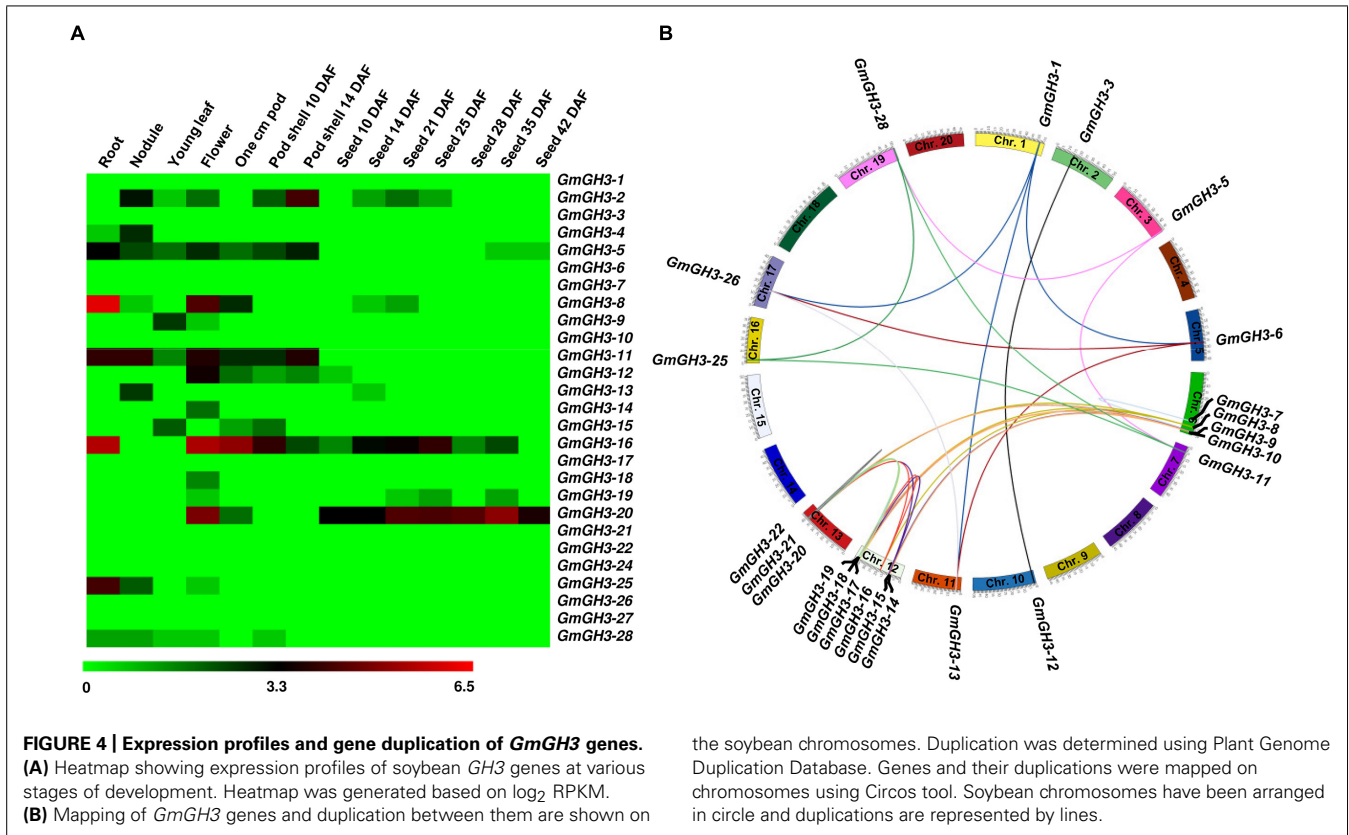 A
Root
Nodule
Young leaf
Flower
One cm pod
Pod shell 10 DAF
Pod shell 14 DAF
Seed 10 DAF
Seed 14 DAF
Seed 21 DAF
Seed 25 DAF
Seed 28 DAF
Seed 35 DAF
Seed 42 DAF
GmGH3-1
GmGH3-2
GmGH3-3
GmGH3-4
GmGH3-5
GmGH3-6
GmGH3-7
GmGH3-8
GmGH3-9
GmGH3-10
GmGH3-11
GmGH3-12
GmGH3-13
GmGH3-14
GmGH3-15
GmGH3-16
GmGH3-17
GmGH3-18
GmGH3-19
GmGH3-20
GmGH3-21
GmGH3-22
GmGH3-24
GmGH3-25
GmGH3-26
GmGH3-27
GmGH3-28
0 3.3 6.5
B
GmGH3-1
GmGH3-3
GmGH3-5
GmGH3-6
GmGH3-7
GmGH3-8
GmGH3-9
GmGH3-10
GmGH3-11
GmGH3-12
GmGH3-13
GmGH3-14
GmGH3-15
GmGH3-16
GmGH3-17
GmGH3-18
GmGH3-19
GmGH3-20
GmGH3-21
GmGH3-22
GmGH3-25
GmGH3-26
GmGH3-28
Chr. 1
Chr. 2
Chr. 3
Chr. 4
Chr. 5
Chr. 6
Chr. 7
Chr. 8
Chr. 9
Chr. 10
Chr. 11
Chr. 12
Chr. 13
Chr. 14
Chr. 15
Chr. 16
Chr. 17
Chr. 18
Chr. 19
Chr. 20
FIGURE 4 | Expression profiles and gene duplication of GmGH3 genes.
(A) Heatmap showing expression profiles of soybean GH3 genes at various
stages of development. Heatmap was generated based on log2 RPKM.
(B) Mapping of GmGH3 genes and duplication between them are shown on
the soybean chromosomes. Duplication was determined using Plant Genome
Duplication Database. Genes and their duplications were mapped on
chromosomes using Circos tool. Soybean chromosomes have been arranged
in circle and duplications are represented by lines.